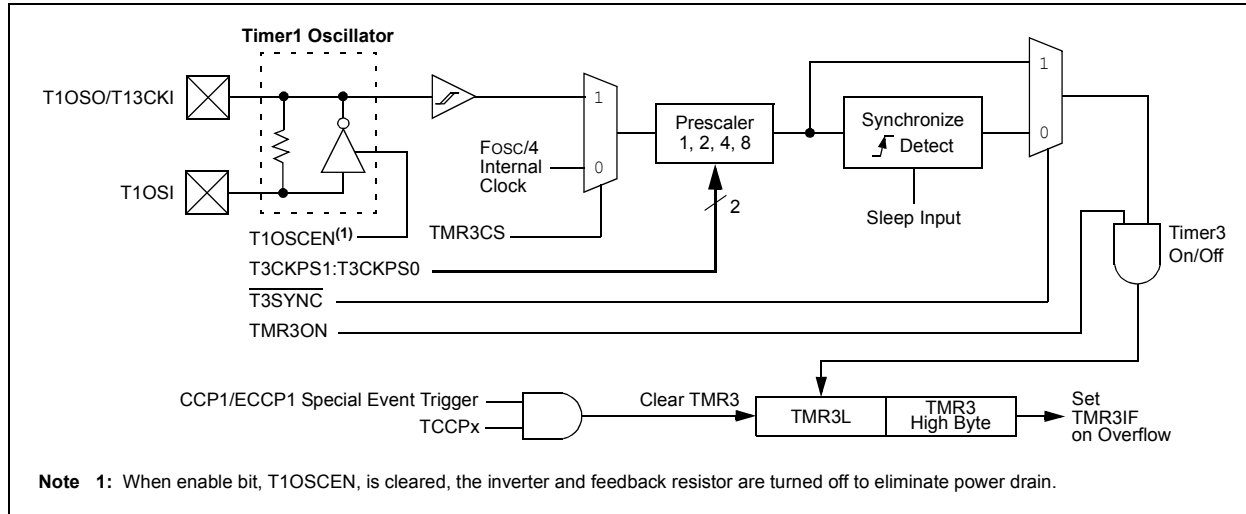 Timer1 Oscillator
T1OSO/T13CKI
1
1
Prescaler
1, 2, 4, 8
Synchronize
Detect
0
FOSC/4
Internal
Clock
0
T1OSI
2
Sleep Input
T1OSCEN(1)
TMR3CS
Timer3
On/Off
T3CKPS1:T3CKPS0
T3SYNC
TMR3ON
CCP1/ECCP1 Special Event Trigger
TCCPx
Clear TMR3
TMR3L
TMR3
High Byte
Set
TMR3IF
on Overflow
Note 1: When enable bit, T1OSCEN, is cleared, the inverter and feedback resistor are turned off to eliminate power drain.